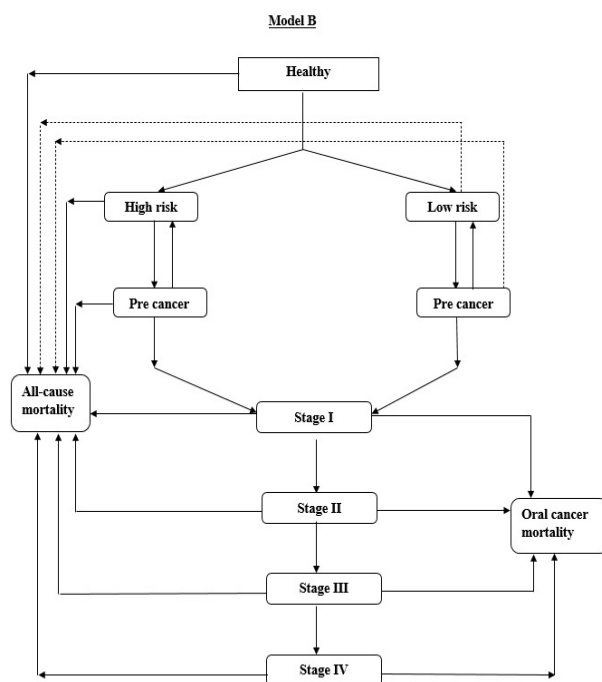 Model B
Healthy
High risk
Low risk
Pre cancer
Pre cancer
All-cause
mortality
Stage I
Stage II
Oral cancer
mortality
Stage III
Stage IV